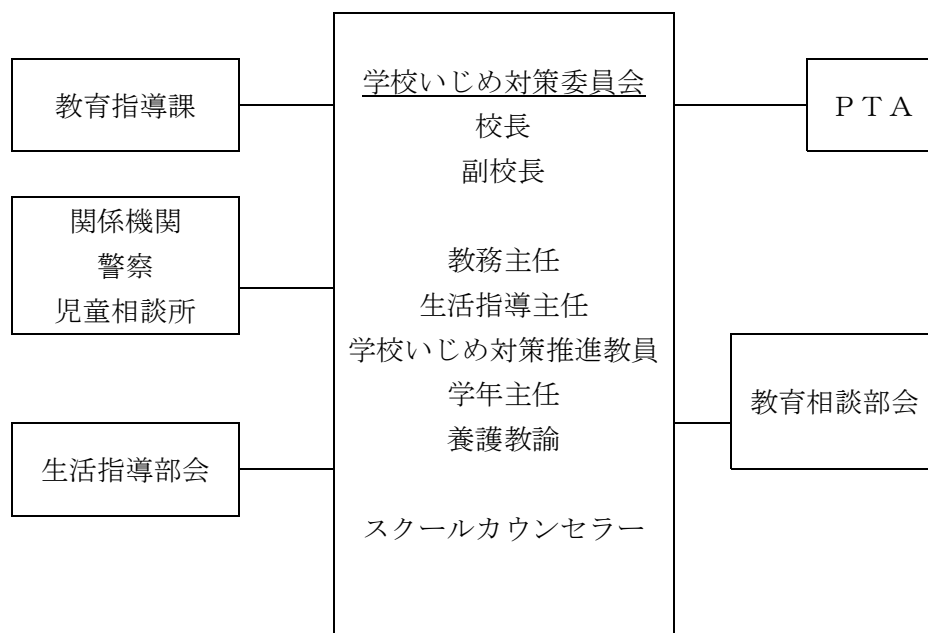 教育指導課
関係機関
警察
児童相談所
生活指導部会
学校いじめ対策委員会
校長
副校長
教務主任
生活指導主任
学校いじめ対策推進教員
学年主任
養護教諭
スクールカウンセラー
ＰＴＡ
教育相談部会